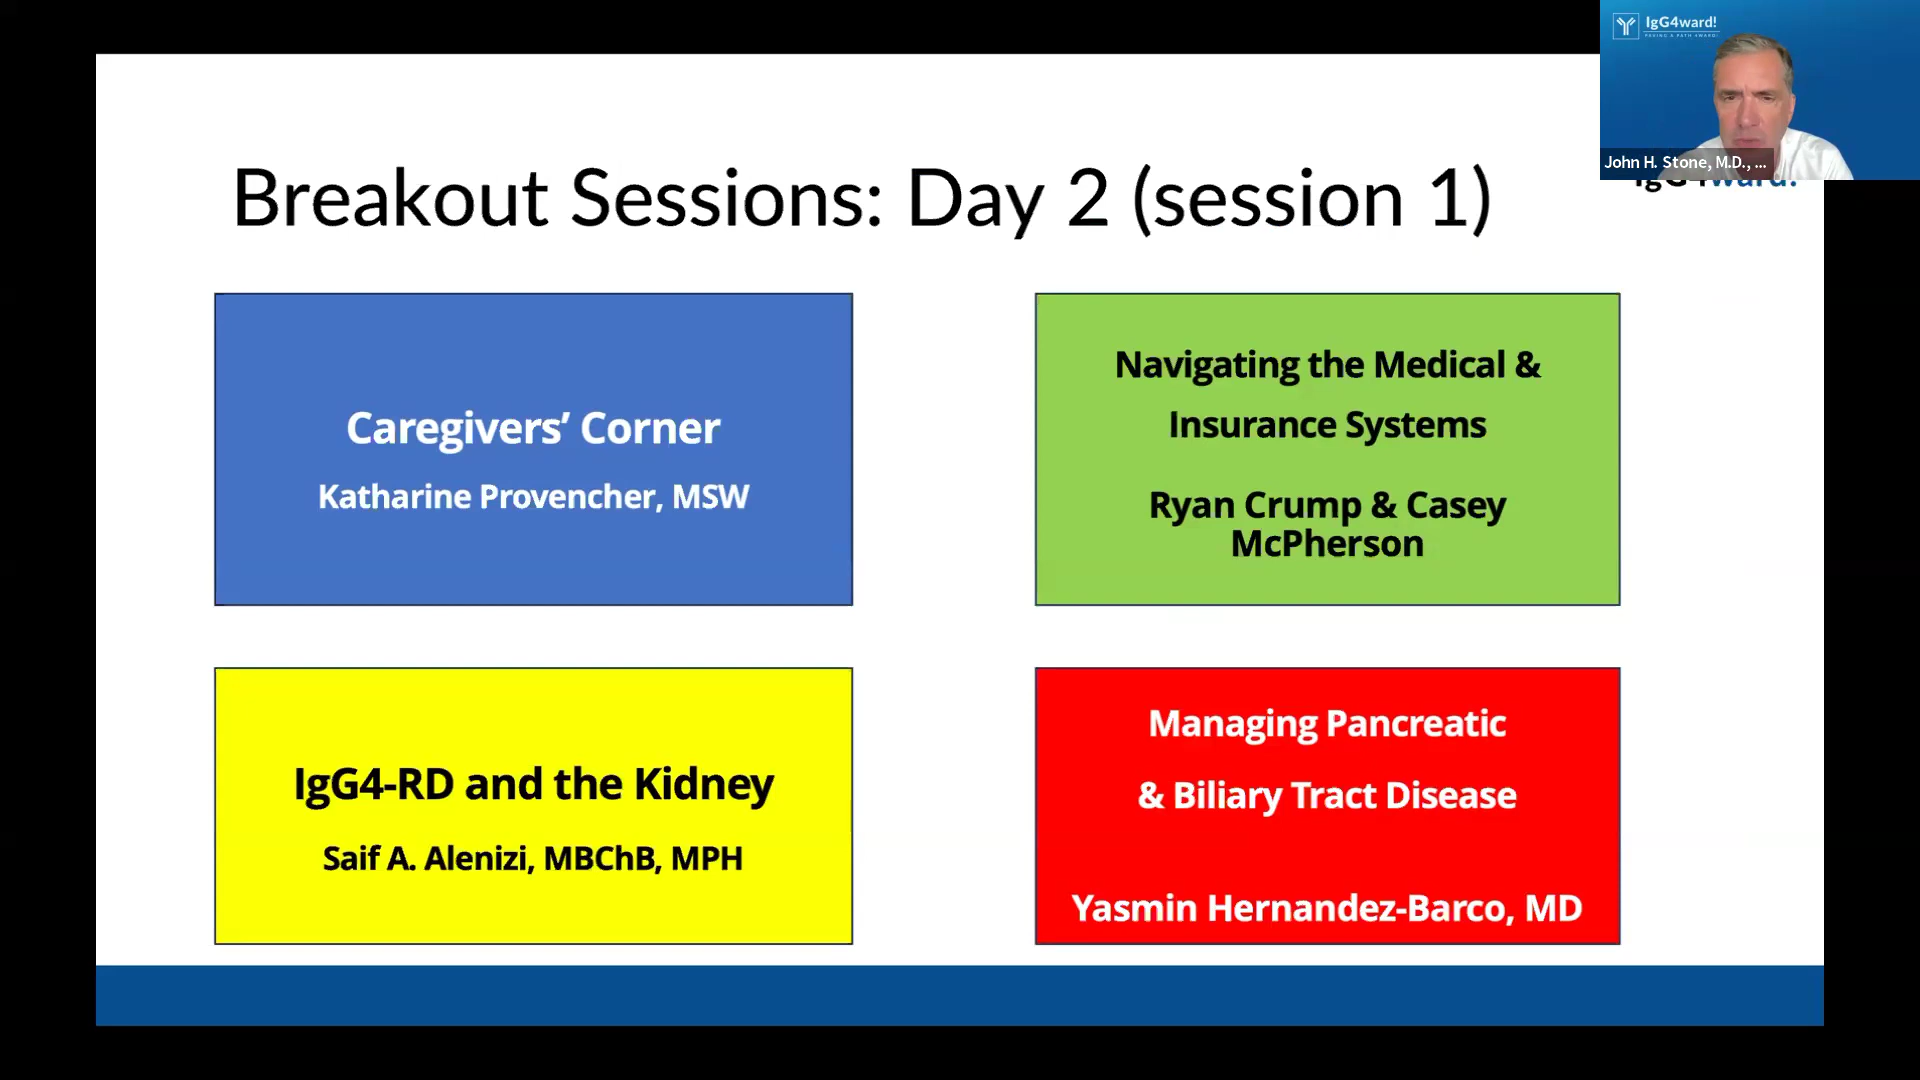 IgG4ward!
John H. Stone, M.D., ...
IgG4ward!
Breakout Sessions: Day 2 (session 1)
Caregivers’ Corner
Katharine Provencher, MSW
Navigating the Medical &
Insurance Systems
Ryan Crump & Casey
McPherson
IgG4-RD and the Kidney
Saif A. Alenizi, MBChB, MPH
Managing Pancreatic
& Biliary Tract Disease
Yasmin Hernandez-Barco, MD